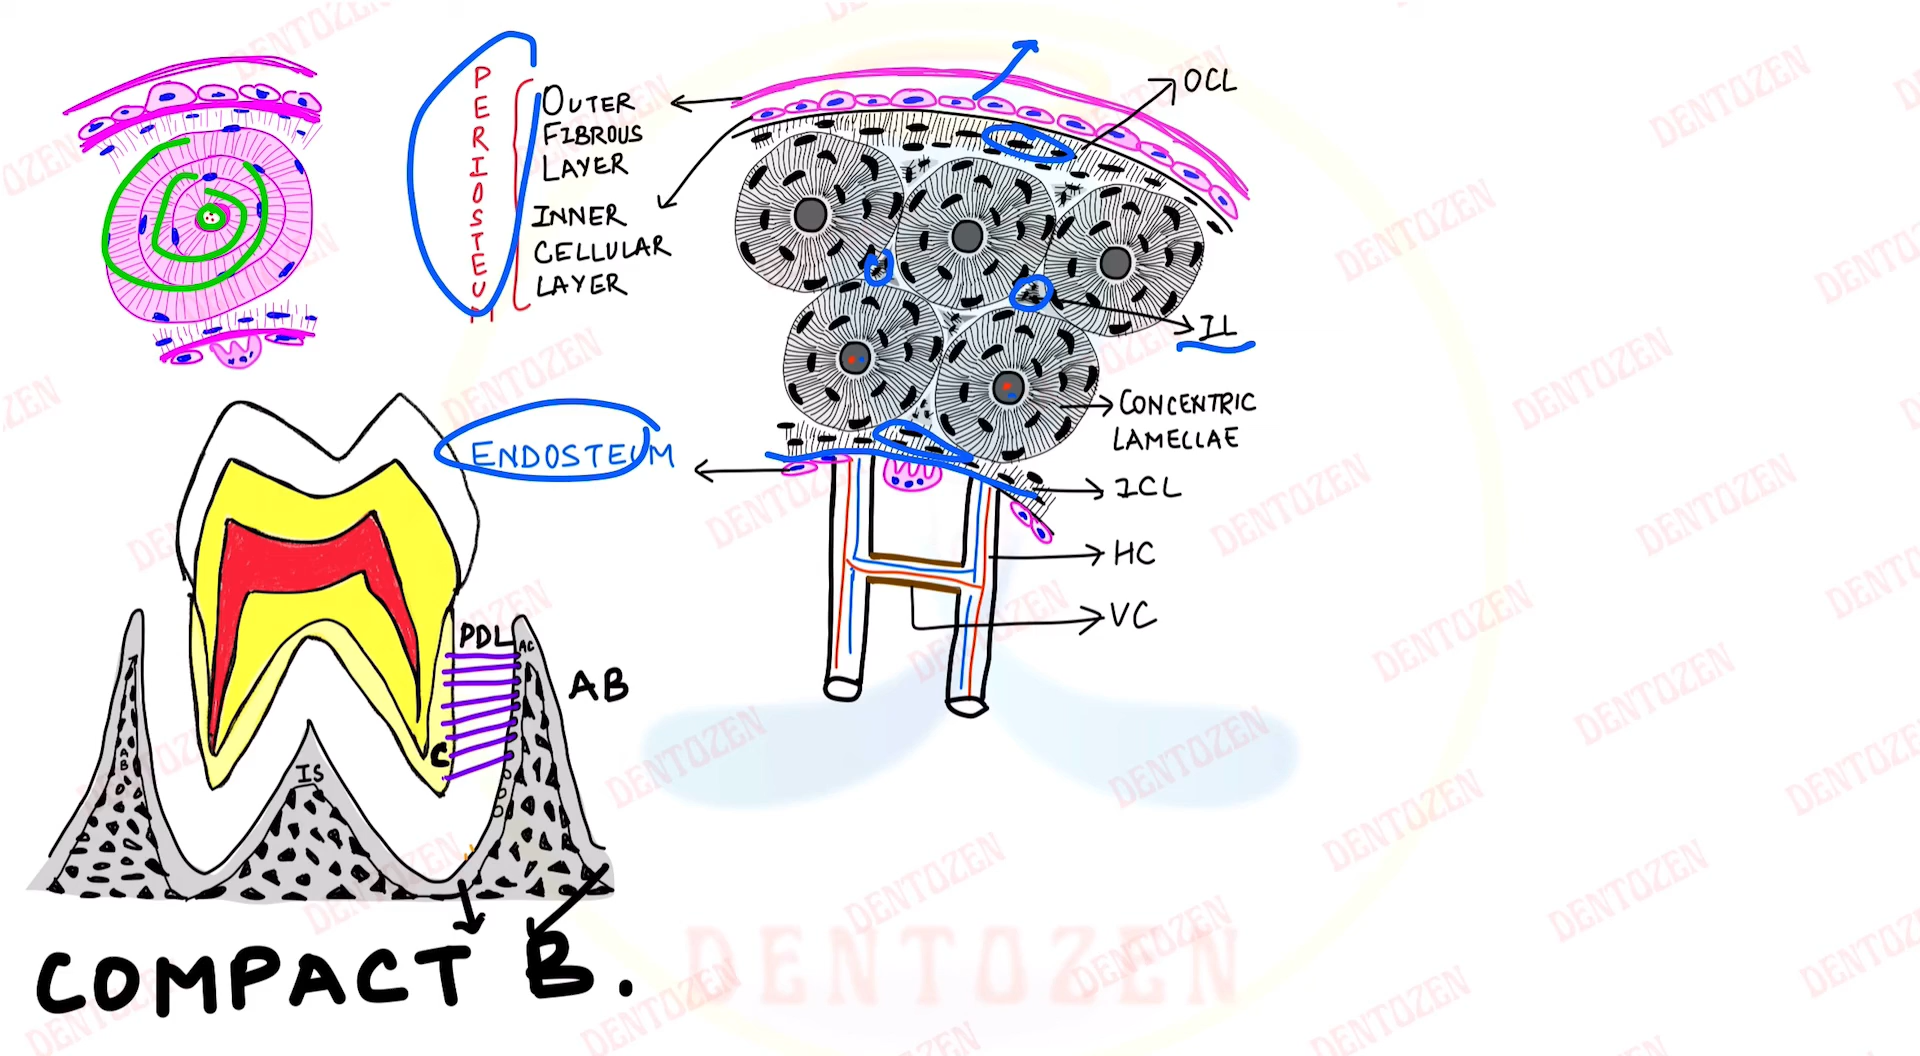 PERIOSTEUM
OUTER
FIBROUS
LAYER
INNER
CELLULAR
LAYER
OCL
IL
CONCENTRIC
LAMELLAE
ENDOSTEUM
ICL
HC
VC
PDL
AC
AB
C
IS
AB
COMPACT B.
DENTOZEN